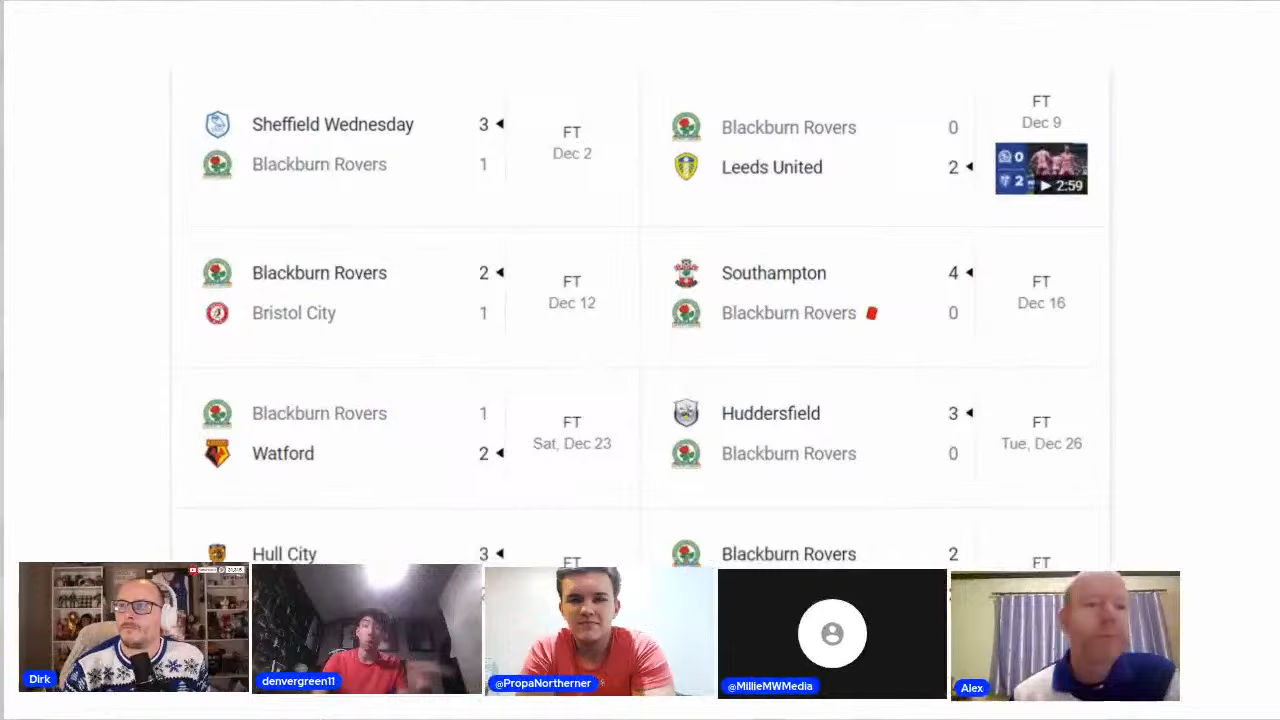 Sheffield Wednesday 3
Blackburn Rovers 1
FT
Dec 2
Blackburn Rovers 0
Leeds United 2
FT
Dec 9
0
2
2:59
Blackburn Rovers 2
Bristol City 1
FT
Dec 12
Southampton 4
Blackburn Rovers 0
FT
Dec 16
Blackburn Rovers 1
Watford 2
FT
Sat, Dec 23
Huddersfield 3
Blackburn Rovers 0
FT
Tue, Dec 26
Hull City 3
FT
Blackburn Rovers 2
FT
Dirk
denvergreen11
@PropaNortherner
@MillieMWMedia
Alex